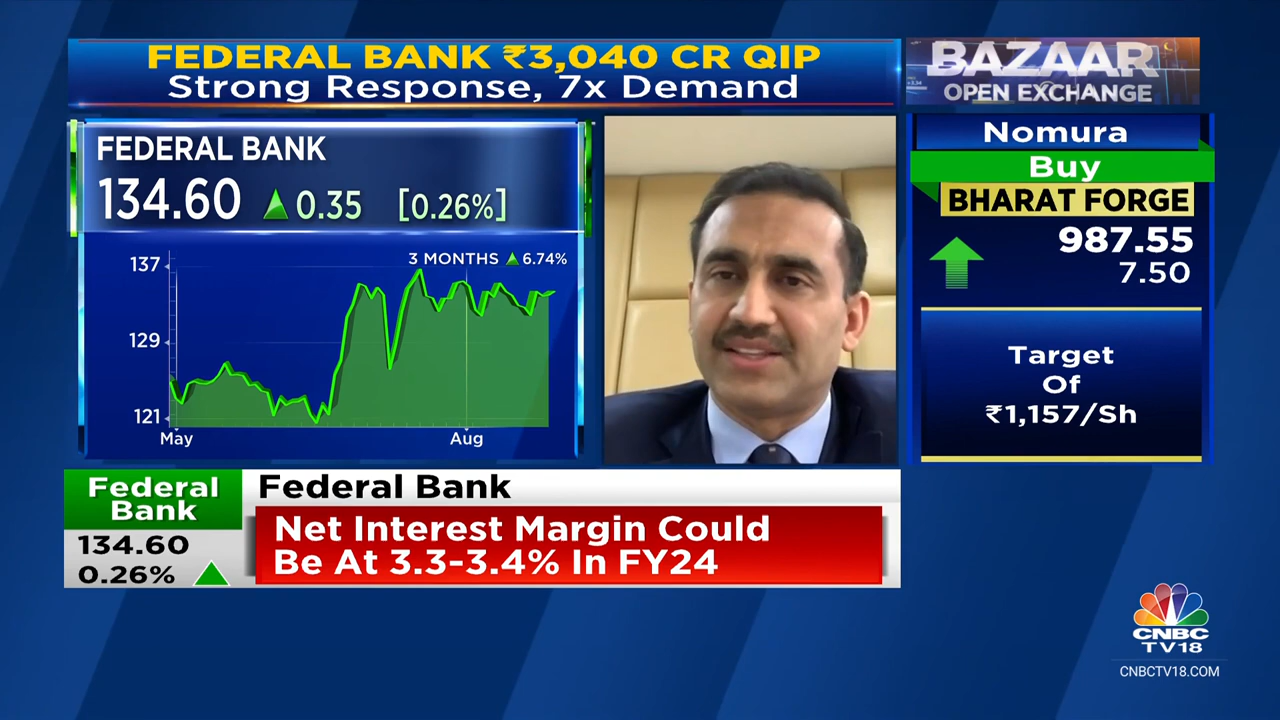 FEDERAL BANK ₹3,040 CR QIP
Strong Response, 7x Demand
BAZAAR
OPEN EXCHANGE
FEDERAL BANK
134.60 ▲ 0.35 [0.26%]
3 MONTHS ▲ 6.74%
137
129
121
May Aug
Nomura
Buy
BHARAT FORGE
987.55
7.50
Target
Of
₹1,157/Sh
Federal
Bank
134.60
0.26% ▲
Federal Bank
Net Interest Margin Could
Be At 3.3-3.4% In FY24
CNBC
TV18
CNBCTV18.COM